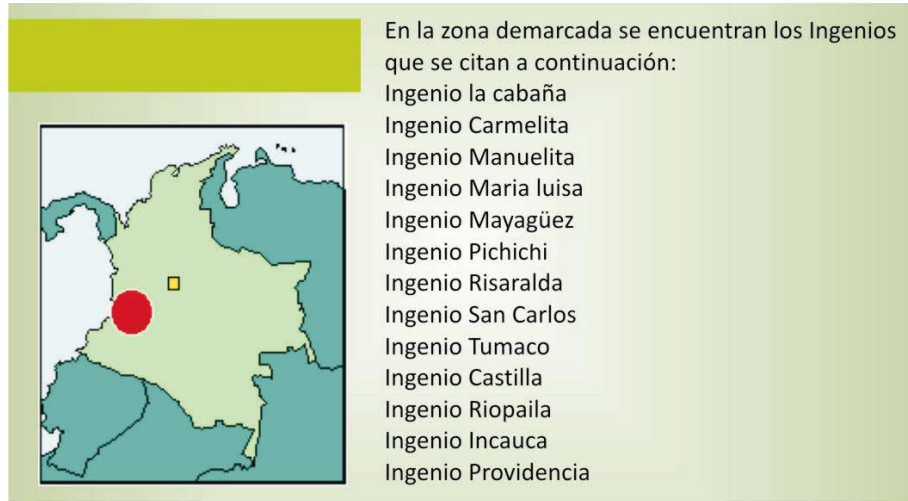 En la zona demarcada se encuentran los Ingenios
que se citan a continuación:
Ingenio la cabaña
Ingenio Carmelita
Ingenio Manuelita
Ingenio Maria luisa
Ingenio Mayagüez
Ingenio Pichichi
Ingenio Risaralda
Ingenio San Carlos
Ingenio Tumaco
Ingenio Castilla
Ingenio Riopaila
Ingenio Incauca
Ingenio Providencia